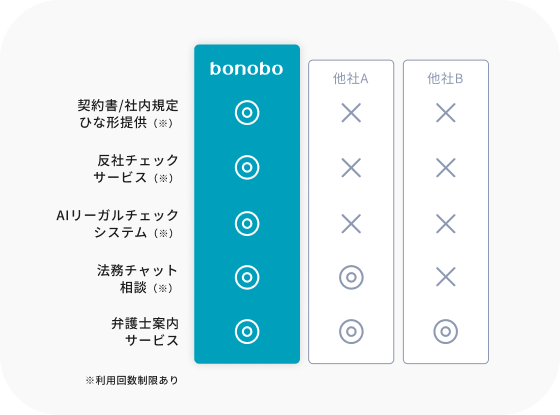 bonobo
他社A
他社B
契約書/社内規定
ひな形提供（※）
◎
×
×
反社チェック
サービス（※）
◎
×
×
AIリーガルチェック
システム（※）
◎
×
×
法務チャット
相談（※）
◎
◎
×
弁護士案内
サービス
◎
◎
◎
※利用回数制限あり